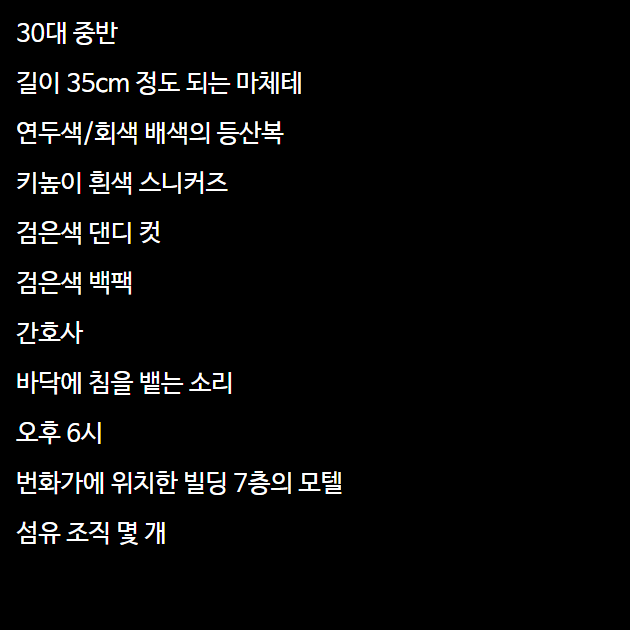 30대 중반
길이 35cm 정도 되는 마체테
연두색/회색 배색의 등산복
키높이 흰색 스니커즈
검은색 댄디 컷
검은색 백팩
간호사
바닥에 침을 뱉는 소리
오후 6시
번화가에 위치한 빌딩 7층의 모텔
섬유 조직 몇 개